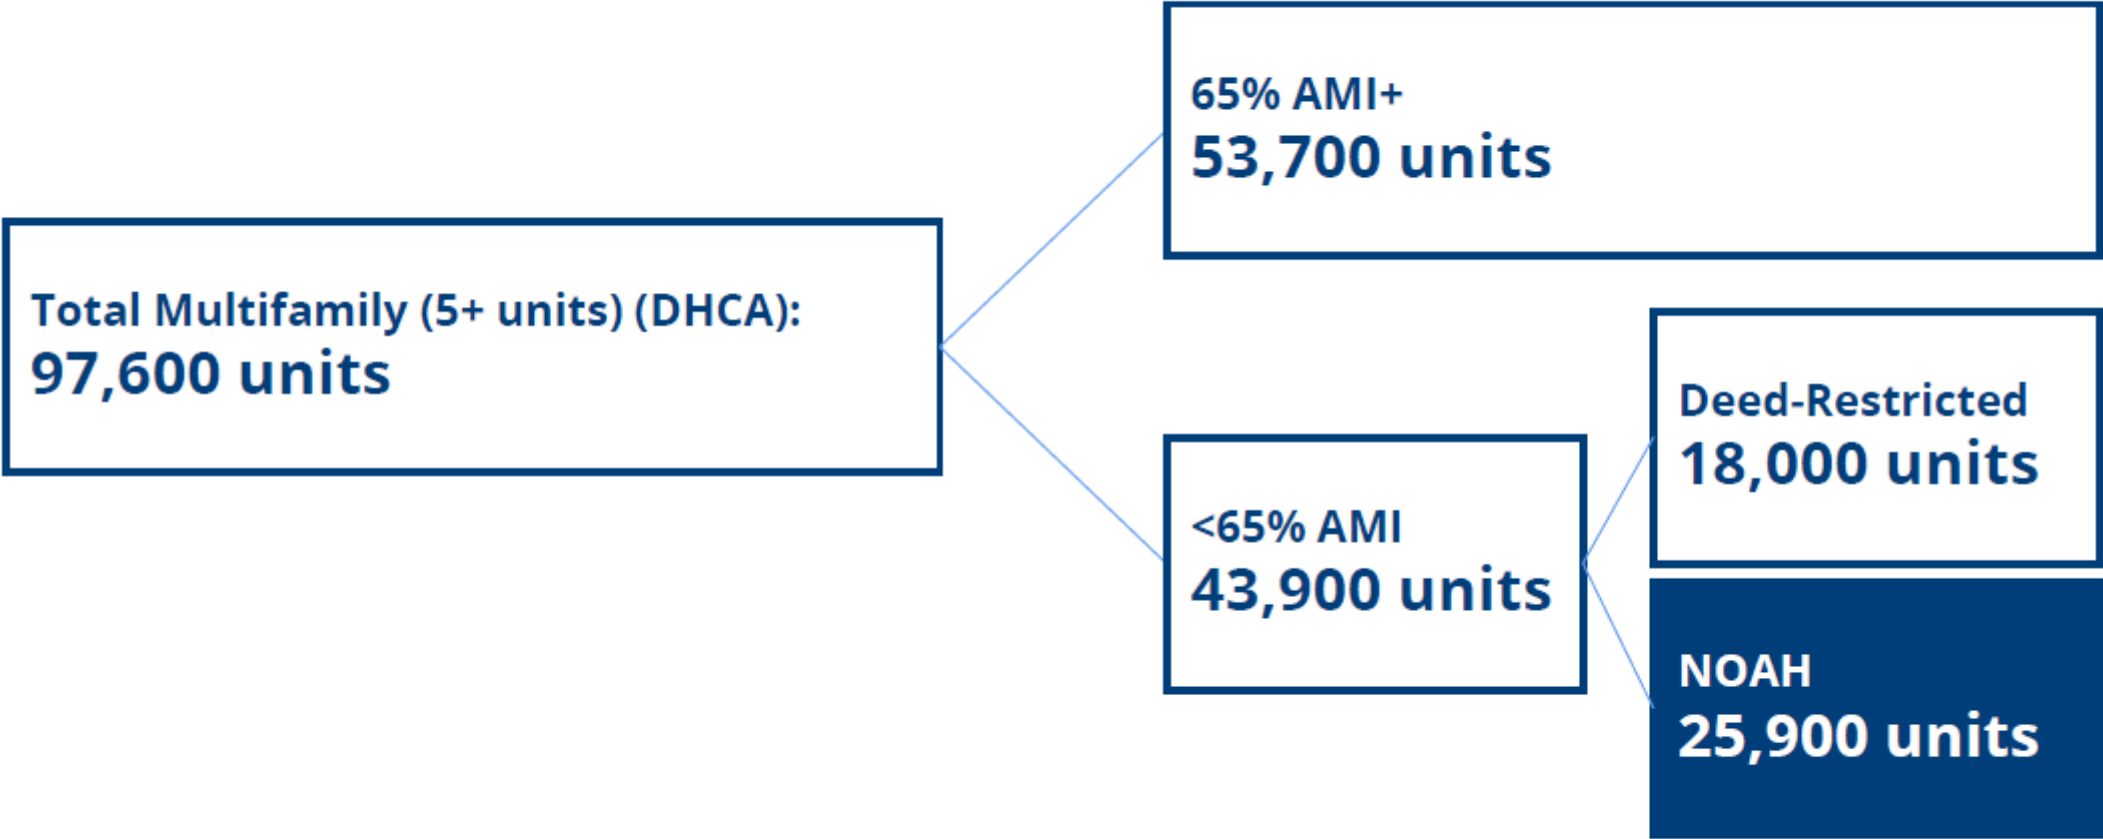 65% AMI+
53,700 units
Total Multifamily (5+ units) (DHCA):
97,600 units
Deed-Restricted
18,000 units
<65% AMI
43,900 units
NOAH
25,900 units